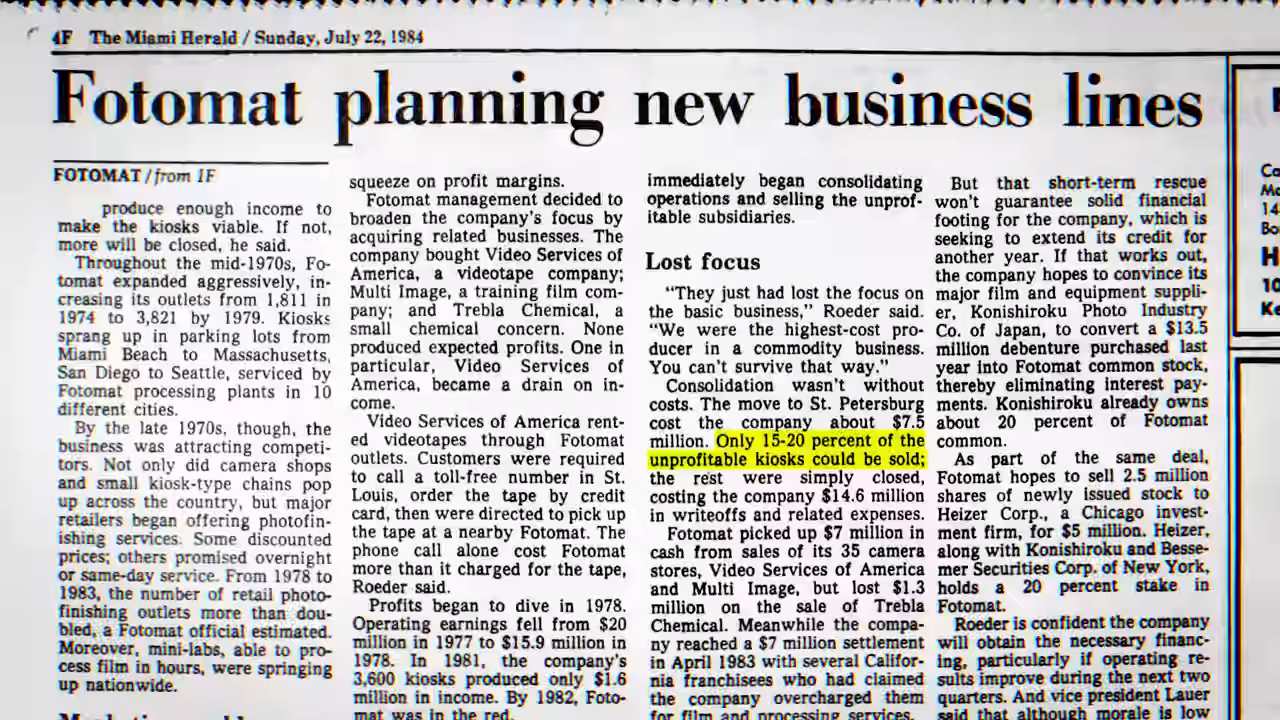 4F The Miami Herald / Sunday, July 22, 1984
Fotomat planning new business lines
FOTOMAT / from 1F
produce enough income to
make the kiosks viable. If not,
more will be closed, he said.
Throughout the mid-1970s, Fo-
tomat expanded aggressively, in-
creasing its outlets from 1,811 in
1974 to 3,821 by 1979. Kiosks
sprang up in parking lots from
Miami Beach to Massachusetts,
San Diego to Seattle, serviced by
Fotomat processing plants in 10
different cities.
By the late 1970s, though, the
business was attracting competi-
tors. Not only did camera shops
and small kiosk-type chains pop
up across the country, but major
retailers began offering photofin-
ishing services. Some discounted
prices; others promised overnight
or same-day service. From 1978 to
1983, the number of retail photo-
finishing outlets more than dou-
bled, a Fotomat official estimated.
Moreover, mini-labs, able to pro-
cess film in hours, were springing
up nationwide.
squeeze on profit margins.
Fotomat management decided to
broaden the company's focus by
acquiring related businesses. The
company bought Video Services of
America, a videotape company;
Multi Image, a training film com-
pany; and Trebla Chemical, a
small chemical concern. None
produced expected profits. One in
particular, Video Services of
America, became a drain on in-
come.
Video Services of America rent-
ed videotapes through Fotomat
outlets. Customers were required
to call a toll-free number in St.
Louis, order the tape by credit
card, then were directed to pick up
the tape at a nearby Fotomat. The
phone call alone cost Fotomat
more than it charged for the tape,
Roeder said.
Profits began to dive in 1978.
Operating earnings fell from $20
million in 1977 to $15.9 million in
1978. In 1981, the company's
3,600 kiosks produced only $1.6
million in income. By 1982, Foto-
mat was in the red.
immediately began consolidating
operations and selling the unprof-
itable subsidiaries.
Lost focus
"They just had lost the focus on
the basic business," Roeder said.
"We were the highest-cost pro-
ducer in a commodity business.
You can't survive that way."
Consolidation wasn't without
costs. The move to St. Petersburg
cost the company about $7.5
million. Only 15-20 percent of the
unprofitable kiosks could be sold;
the rest were simply closed,
costing the company $14.6 million
in writeoffs and related expenses.
Fotomat picked up $7 million in
cash from sales of its 35 camera
stores, Video Services of America
and Multi Image, but lost $1.3
million on the sale of Trebla
Chemical. Meanwhile the compa-
ny reached a $7 million settlement
in April 1983 with several Califor-
nia franchisees who had claimed
the company overcharged them
for film and processing services.
But that short-term rescue
won't guarantee solid financial
footing for the company, which is
seeking to extend its credit for
another year. If that works out,
the company hopes to convince its
major film and equipment suppli-
er, Konishiroku Photo Industry
Co. of Japan, to convert a $13.5
million debenture purchased last
year into Fotomat common stock,
thereby eliminating interest pay-
ments. Konishiroku already owns
about 20 percent of Fotomat
common.
As part of the same deal,
Fotomat hopes to sell 2.5 million
shares of newly issued stock to
Heizer Corp., a Chicago invest-
ment firm, for $5 million. Heizer,
along with Konishiroku and Besse-
mer Securities Corp. of New York,
holds a 20 percent stake in
Fotomat.
Roeder is confident the company
will obtain the necessary financ-
ing, particularly if operating re-
sults improve during the next two
quarters. And vice president Lauer
said that although morale is low